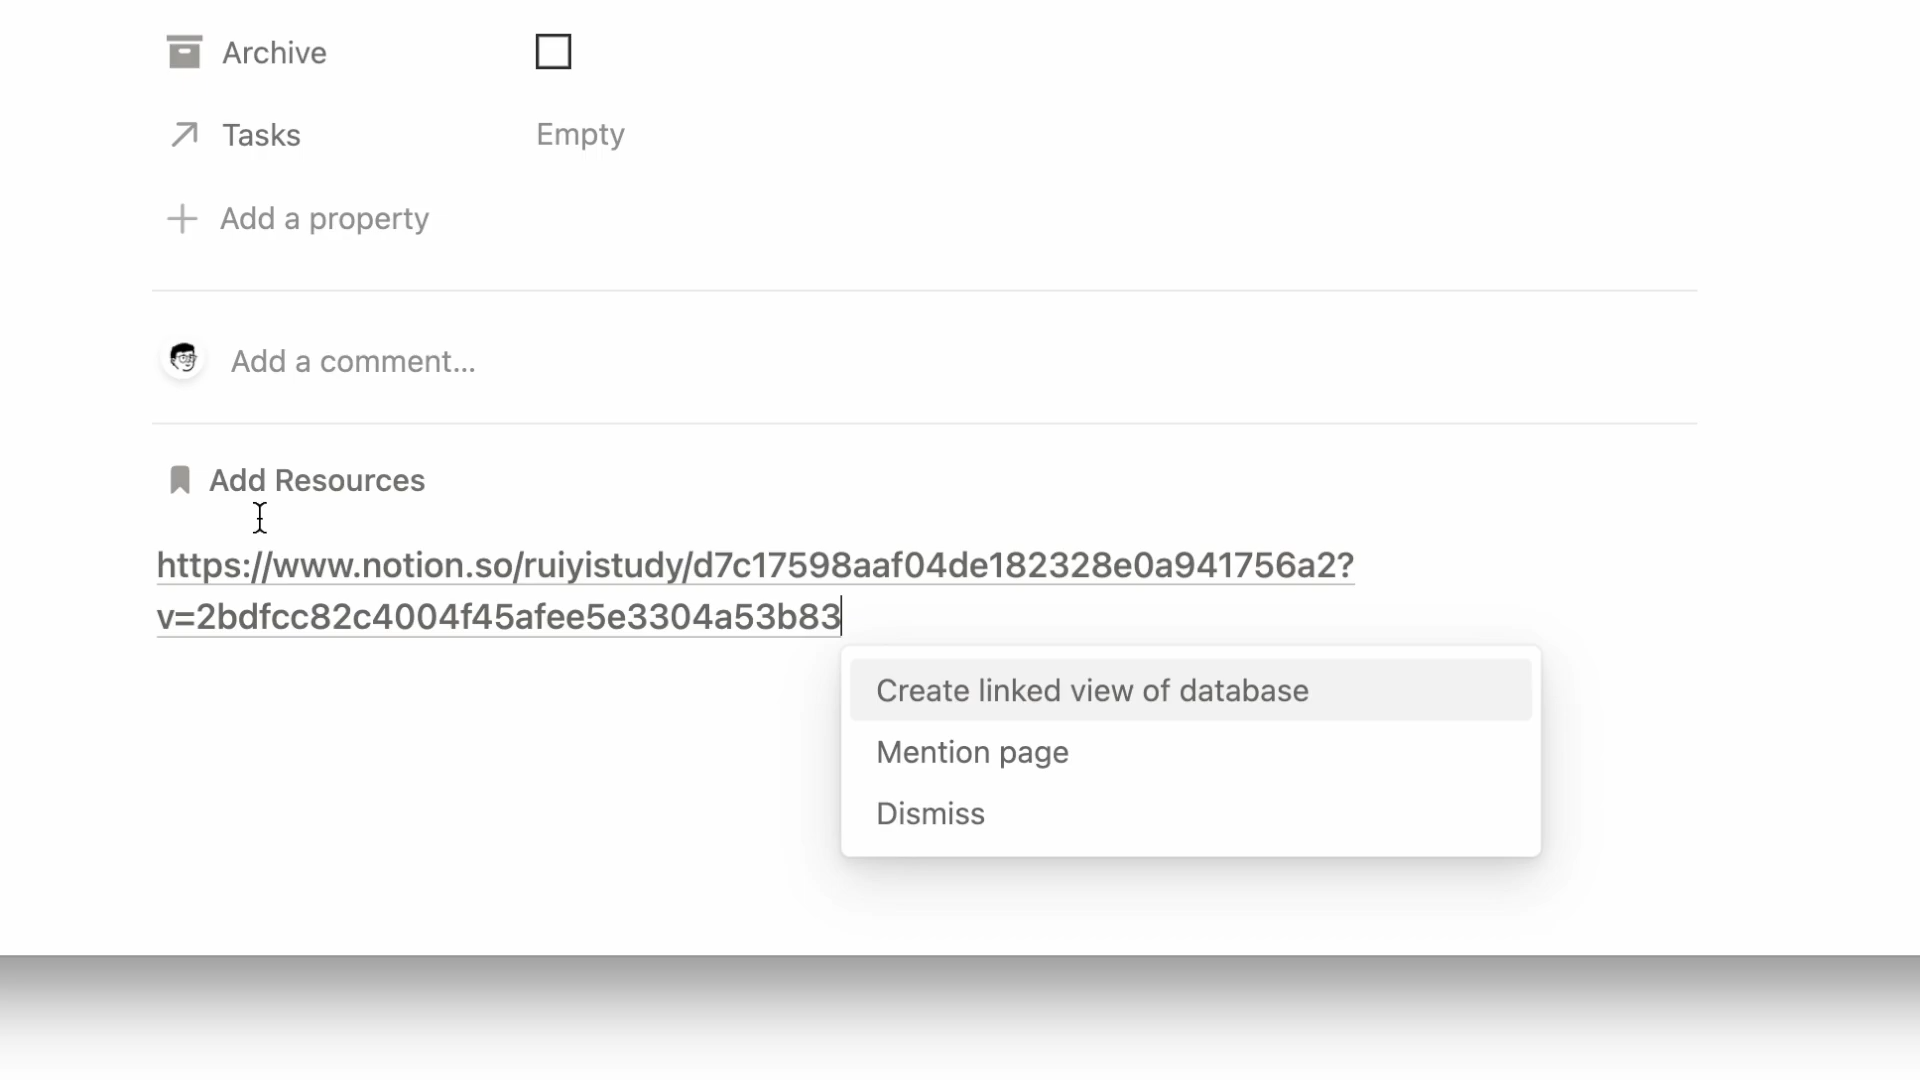 Archive
Tasks Empty
Add a property
Add a comment...
Add Resources
https://www.notion.so/ruiyistudy/d7c17598aaf04de182328e0a941756a2?
v=2bdfcc82c4004f45afee5e3304a53b83
Create linked view of database
Mention page
Dismiss